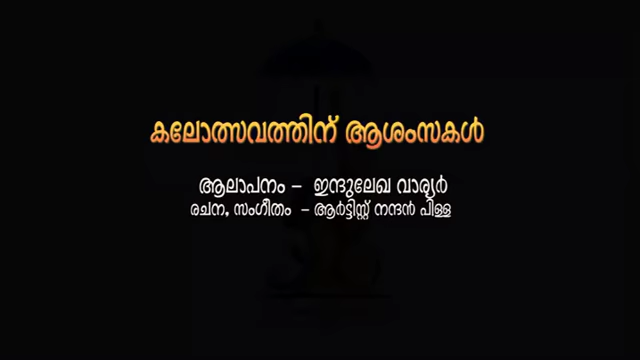 കലോത്സവത്തിന് ആശംസകൾ
ആലാപനം – ഇന്ദുലേഖ വാര്യർ
രചന, സംഗീതം – ആർട്ടിസ്റ്റ് നന്ദൻ പിള്ള